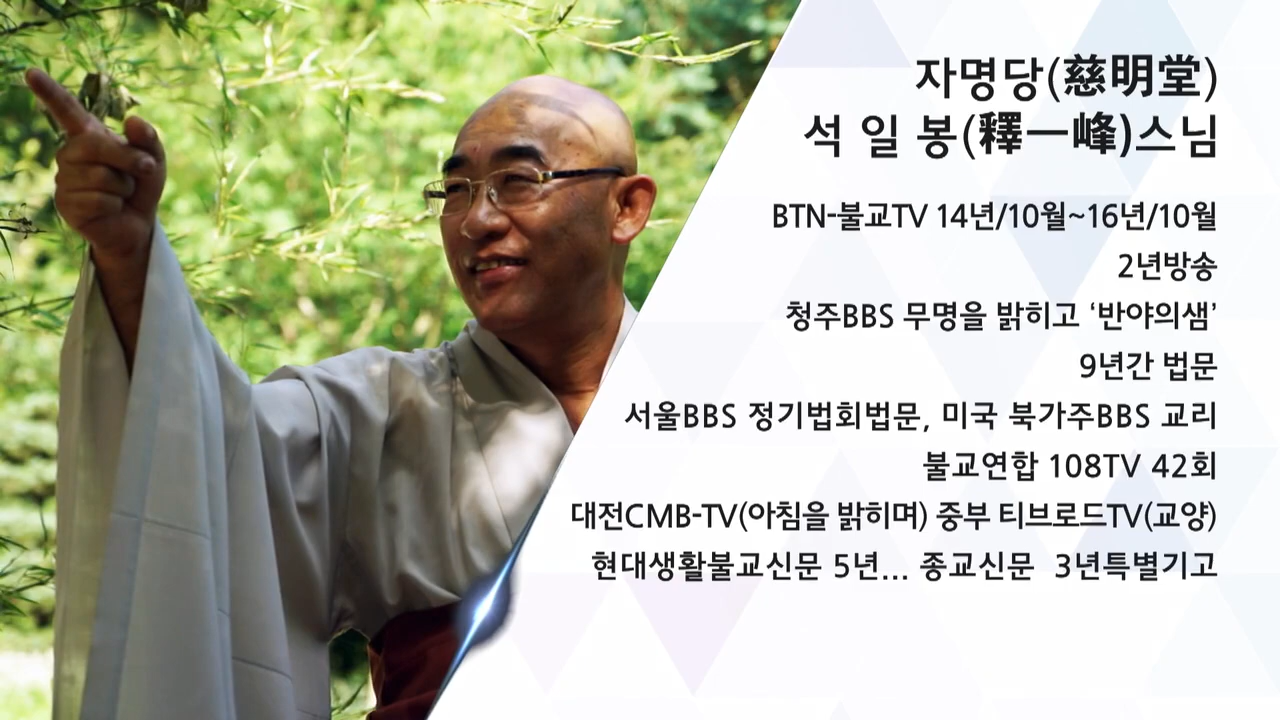 자명당(慈明堂)
석 일 봉(釋一峰)스님
BTN-불교TV 14년/10월~16년/10월
2년방송
청주BBS 무명을 밝히고 ‘반야의샘’
9년간 법문
서울BBS 정기법회법문, 미국 북가주BBS 교리
불교연합 108TV 42회
대전CMB-TV(아침을 밝히며) 중부 티브로드TV(교양)
현대생활불교신문 5년... 종교신문 3년특별기고